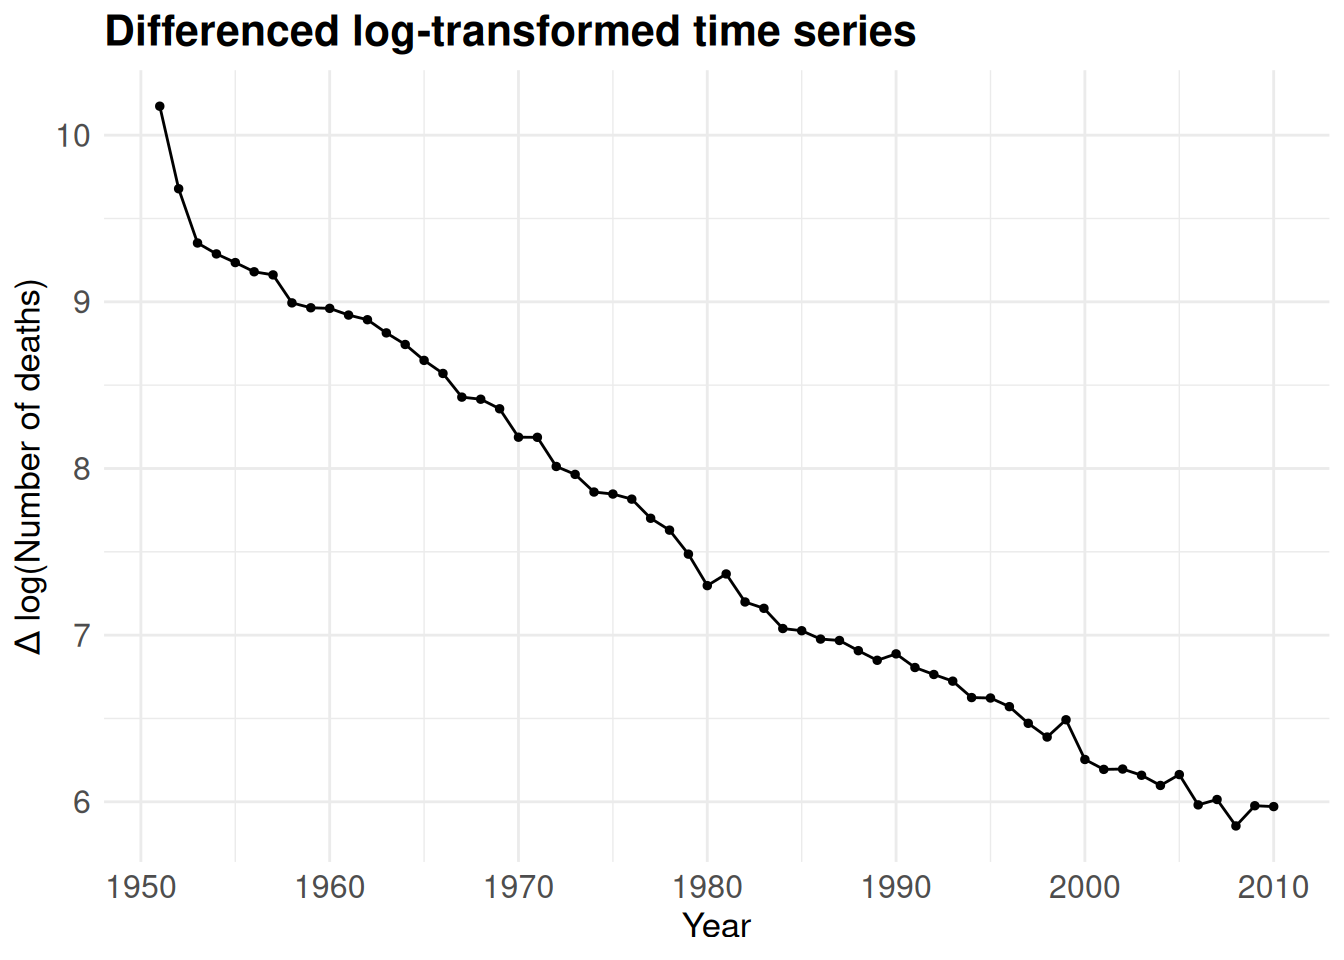 Differenced log-transformed time series
Δ log(Number of deaths)
10
9
8
7
6
1950 1960 1970 1980 1990 2000 2010
Year